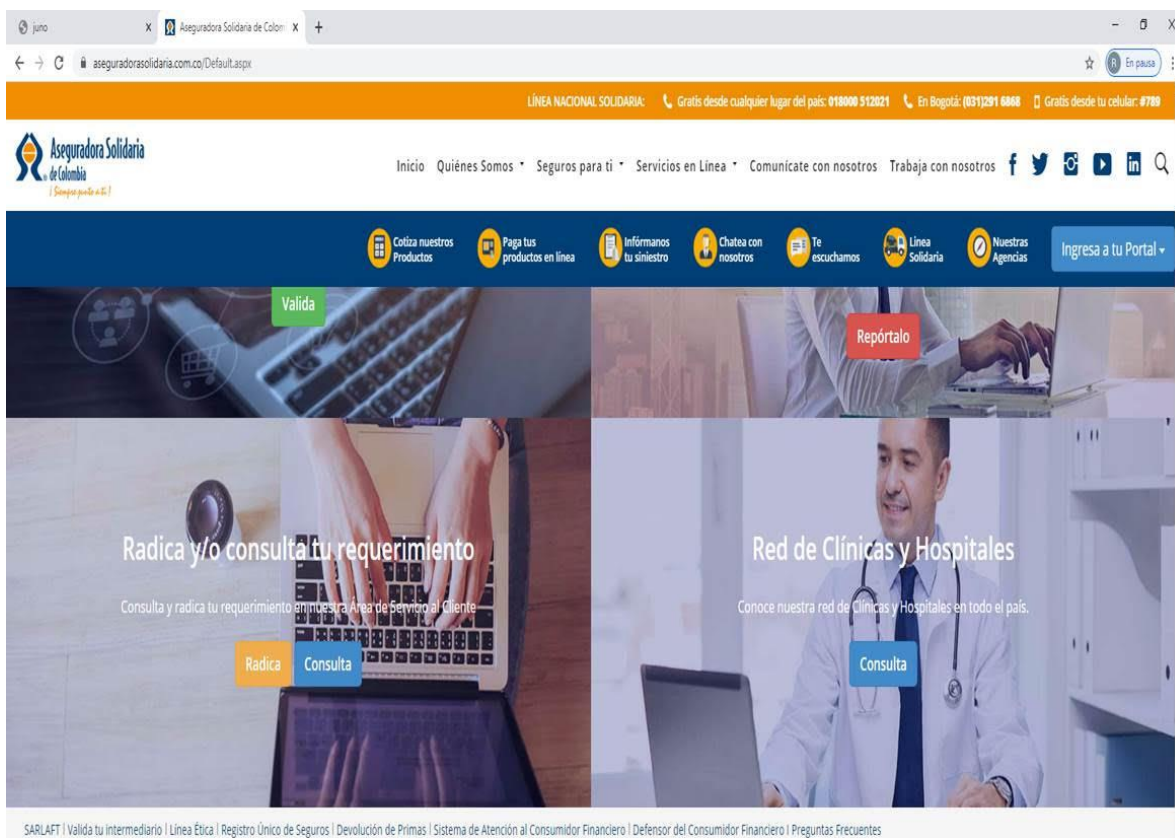 juno
Aseguradora Solidaria de Colom
aseguradorasolidaria.com.co/Default.aspx
R En pausa
LÍNEA NACIONAL SOLIDARIA: Gratis desde cualquier lugar del país: 018000 512021 En Bogotá: (031)291 6868 Gratis desde tu celular: #789
Aseguradora Solidaria
de Colombia
¡Siempre junto a ti!
Inicio Quiénes Somos Seguros para ti Servicios en Línea Comunícate con nosotros Trabaja con nosotros
Cotiza nuestros
Productos
Paga tus
productos en línea
Infórmanos
tu siniestro
Chatea con
nosotros
Te
escuchamos
Línea
Solidaria
Nuestras
Agencias
Ingresa a tu Portal
Valida
Repórtalo
Radica y/o consulta tu requerimiento
Consulta y radica tu requerimiento en nuestra Área de Servicio al Cliente
Radica Consulta
Red de Clínicas y Hospitales
Conoce nuestra red de Clínicas y Hospitales en todo el país.
Consulta
SARLAFT | Valida tu intermediario | Línea Ética | Registro Único de Seguros | Devolución de Primas | Sistema de Atención al Consumidor Financiero | Defensor del Consumidor Financiero | Preguntas Frecuentes